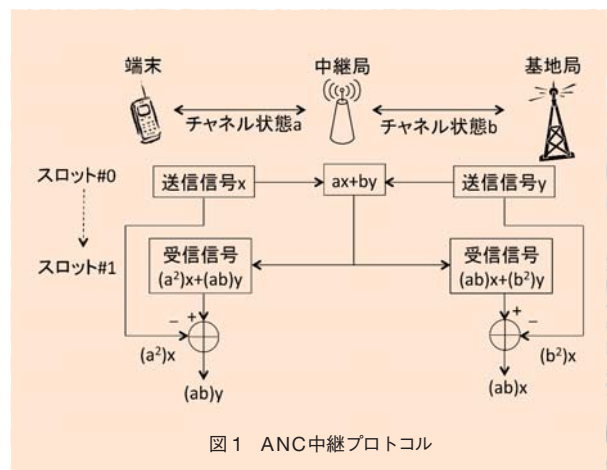 端末
中継局
基地局
チャネル状態a
チャネル状態b
スロット#0
送信信号x
ax+by
送信信号y
スロット#1
受信信号
(a²)x+(ab)y
受信信号
(ab)x+(b²)y
− +
+ −
(a²)x
(b²)x
(ab)y
(ab)x
図1 ANC中継プロトコル